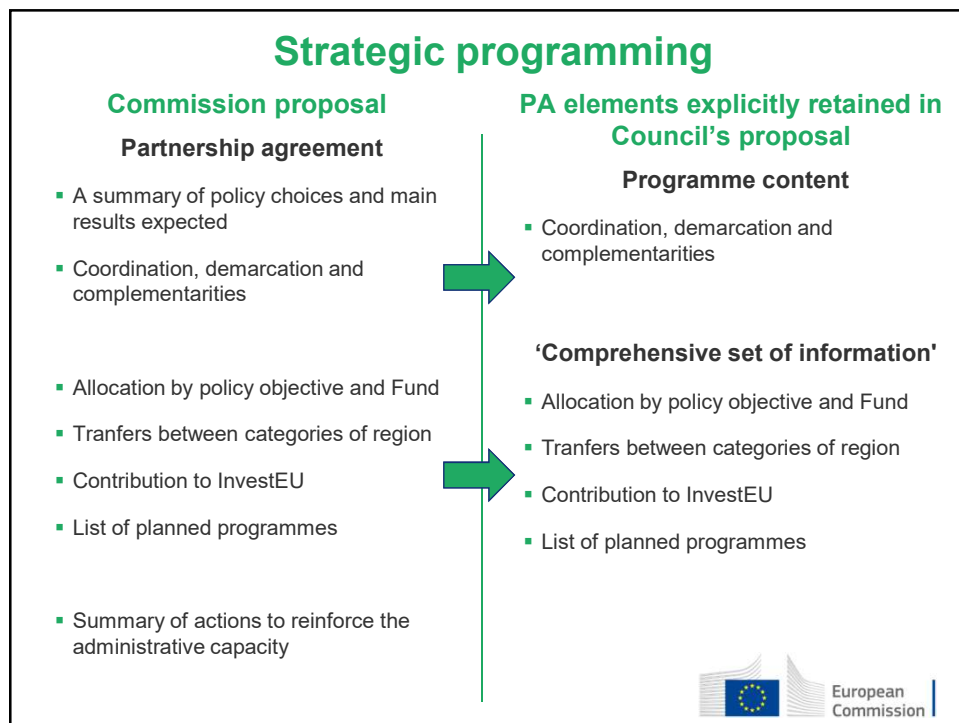 Strategic programming
Commission proposal
Partnership agreement
▪ A summary of policy choices and main
results expected
▪ Coordination, demarcation and
complementarities
▪ Allocation by policy objective and Fund
▪ Tranfers between categories of region
▪ Contribution to InvestEU
▪ List of planned programmes
▪ Summary of actions to reinforce the
administrative capacity
PA elements explicitly retained in
Council’s proposal
Programme content
▪ Coordination, demarcation and
complementarities
‘Comprehensive set of information'
▪ Allocation by policy objective and Fund
▪ Tranfers between categories of region
▪ Contribution to InvestEU
▪ List of planned programmes
European
Commission